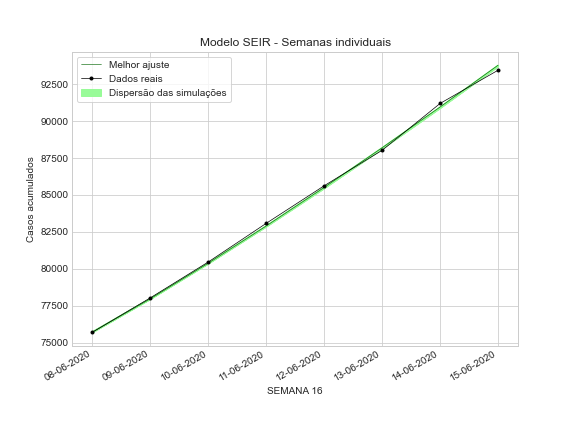 Modelo SEIR - Semanas individuais
Melhor ajuste
Dados reais
Dispersão das simulações
Casos acumulados
92500
90000
87500
85000
82500
80000
77500
75000
08-06-2020
09-06-2020
10-06-2020
11-06-2020
12-06-2020
13-06-2020
14-06-2020
15-06-2020
SEMANA 16